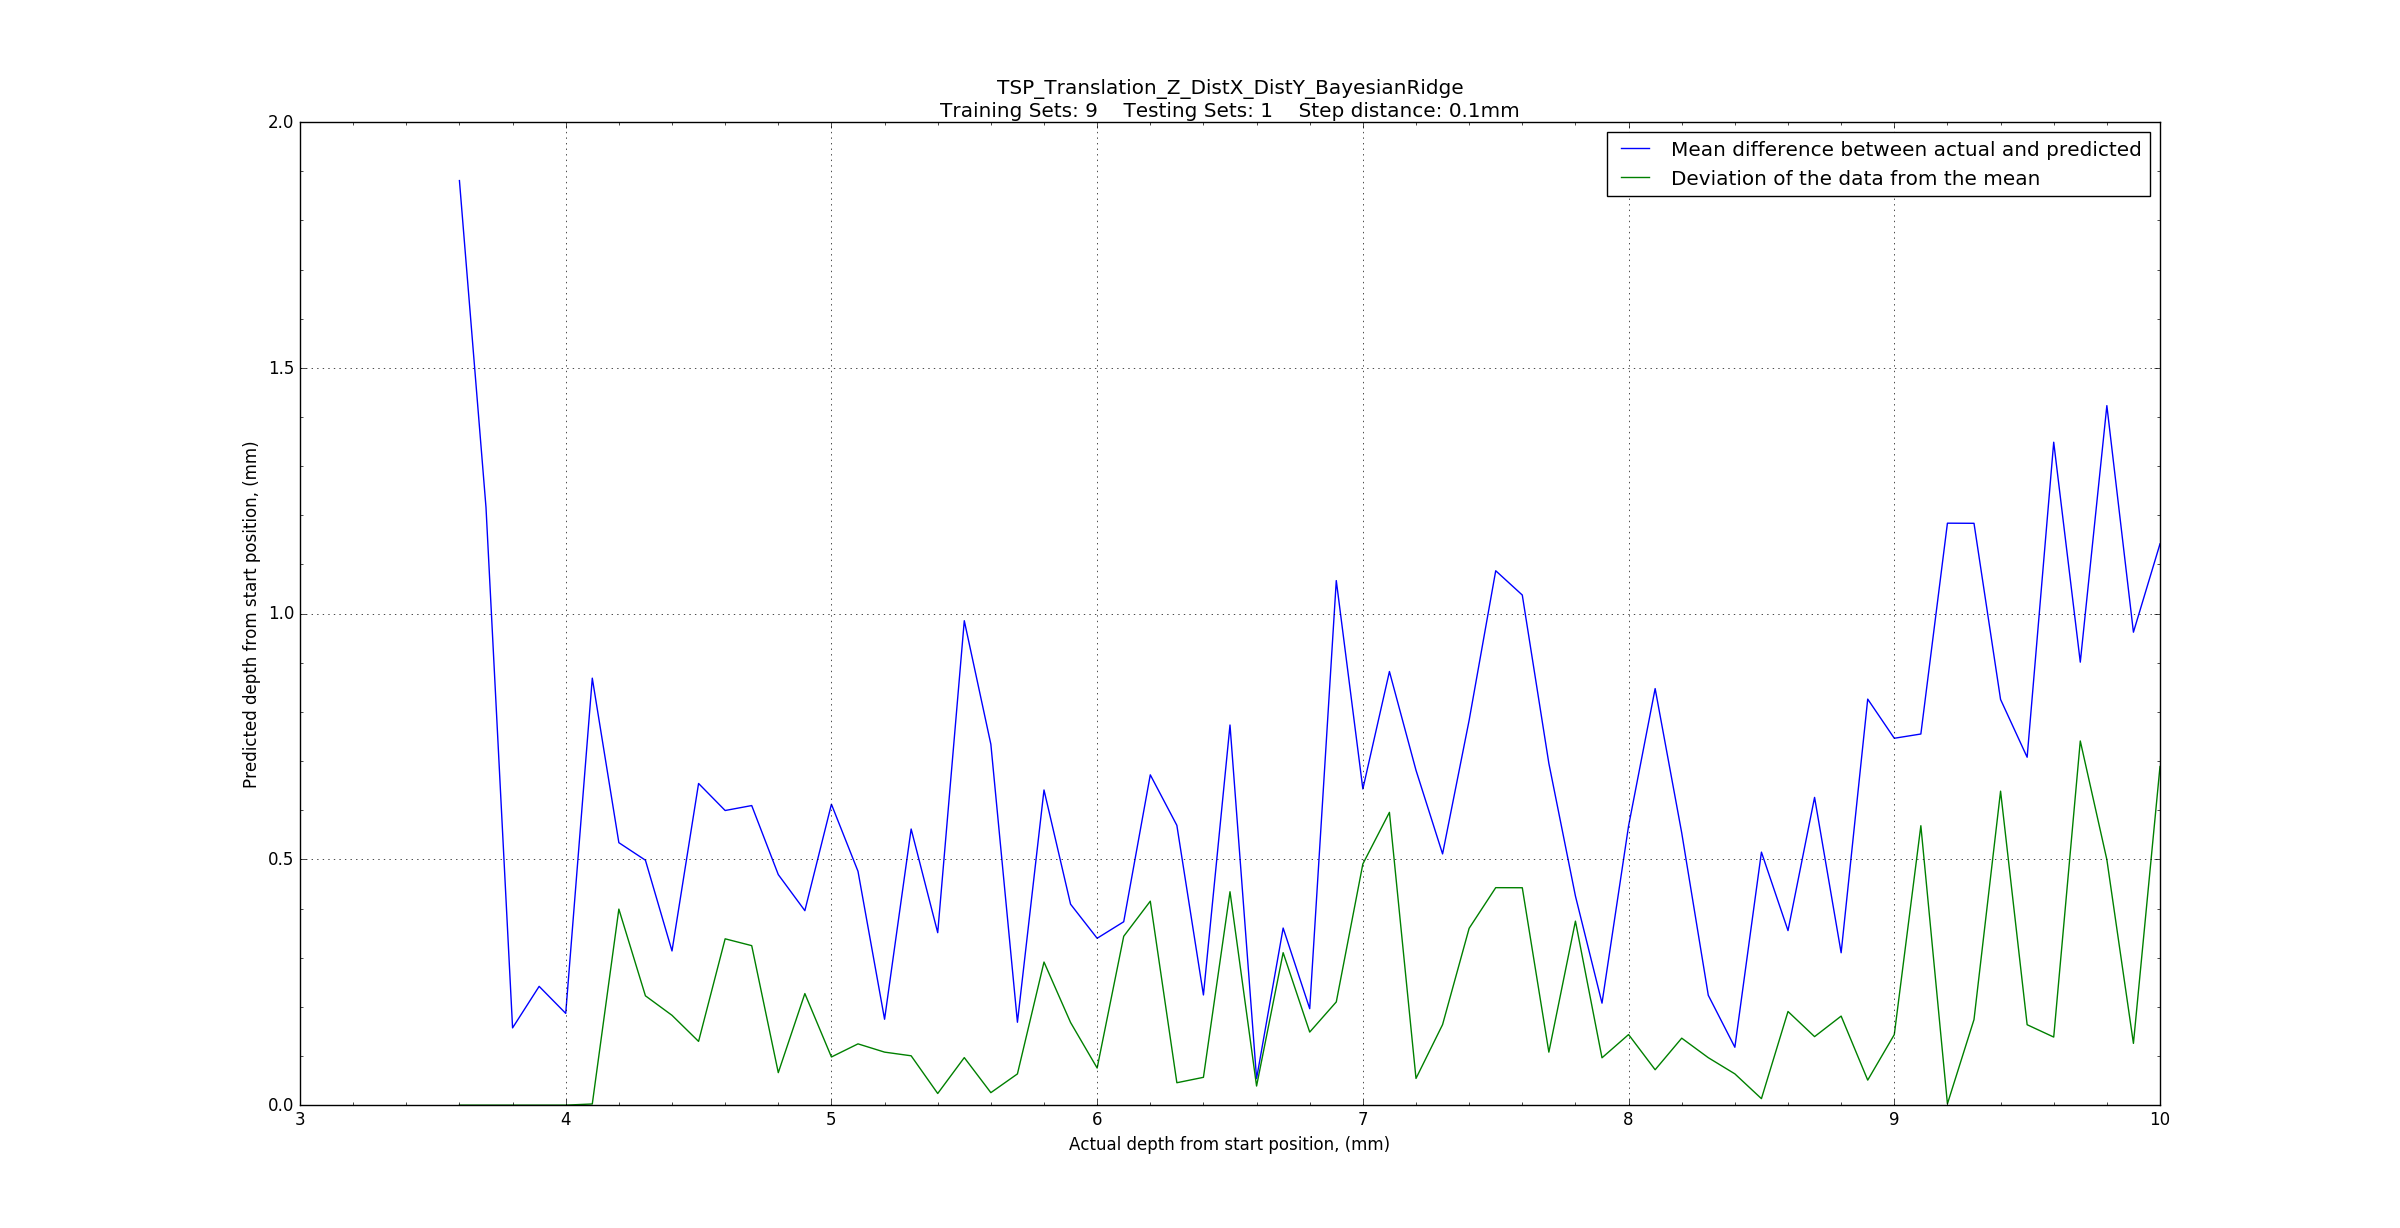 TSP_Translation_Z_DistX_DistY_BayesianRidge
Training Sets: 9    Testing Sets: 1    Step distance: 0.1mm
Mean difference between actual and predicted
Deviation of the data from the mean
Predicted depth from start position, (mm)
2.0
1.5
1.0
0.5
0.0
3 4 5 6 7 8 9 10
Actual depth from start position, (mm)